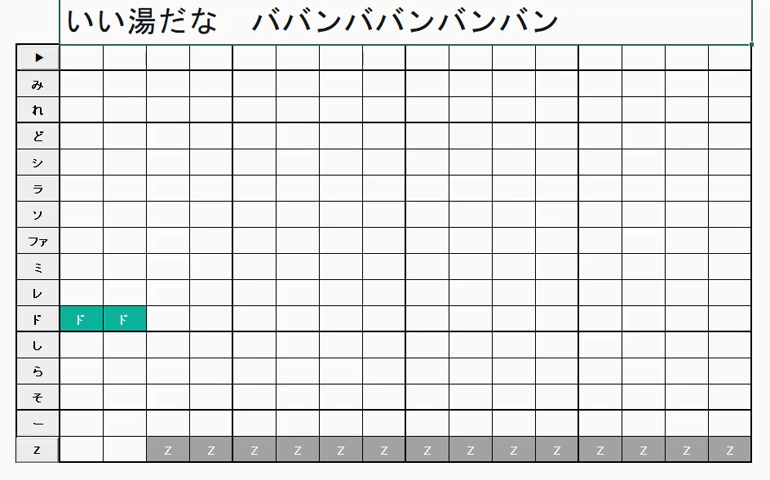 いい湯だな　ババンババンバンバン
▶
み
れ
ど
シ
ラ
ソ
ファ
ミ
レ
ド ド ド
し
ら
そ
ー
z z z z z z z z z z z z z z z